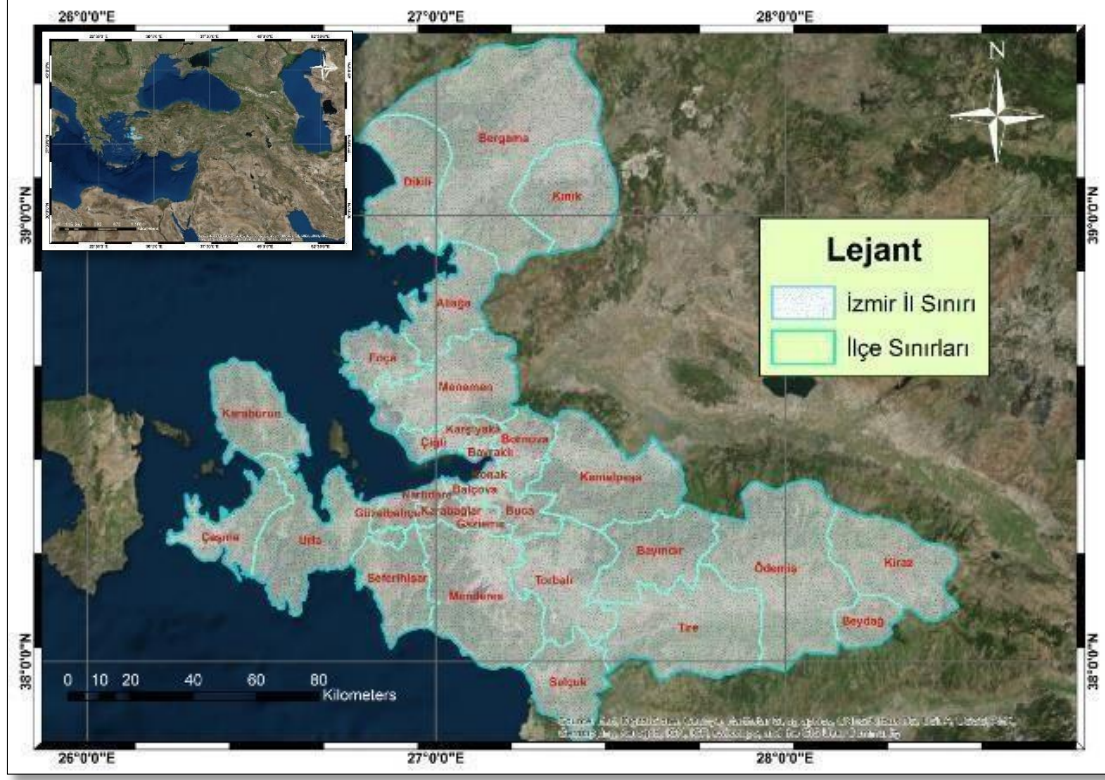 26°0'0"E 27°0'0"E 28°0'0"E
N
39°0'0"N 39°0'0"N
Bergama
Dikili
Kınık
Lejant
İzmir İl Sınırı
İlçe Sınırları
Aliağa
Foça
Menemen
Karaburun
Karşıyaka
Çiğli
Bornova
Bayraklı
Konak
Kemalpaşa
Balçova
Narlıdere
Güzelbahçe
Karabağlar
Buca
Gaziemir
Çeşme
Urla
Bayındır
Ödemiş
Kiraz
Seferihisar
Torbalı
Menderes
Beydağ
Tire
Selçuk
38°0'0"N 38°0'0"N
0 10 20 40 60 80
Kilometers
26°0'0"E 27°0'0"E 28°0'0"E